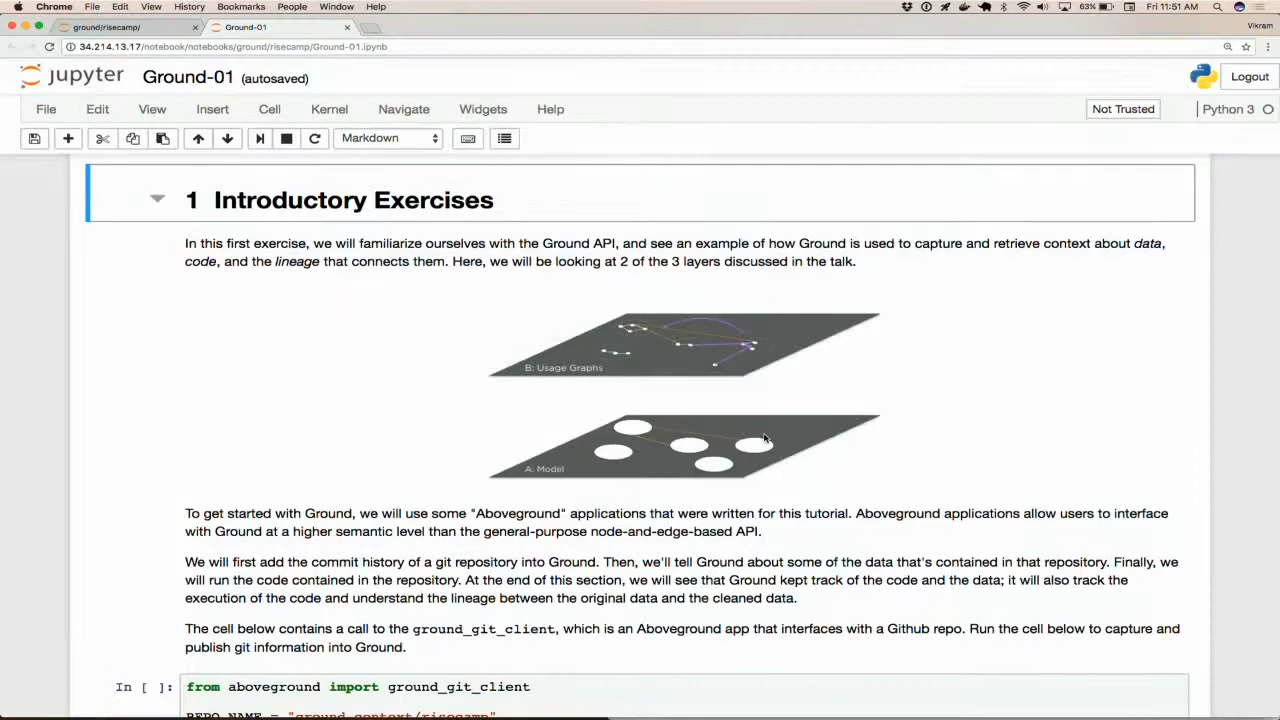 Chrome File Edit View History Bookmarks People Window Help 63% Fri 11:51 AM
ground/risecamp/ Ground-01 Vikram
34.214.13.17/notebook/notebooks/ground/risecamp/Ground-01.ipynb
jupyter Ground-01 (autosaved) Logout
File Edit View Insert Cell Kernel Navigate Widgets Help Not Trusted Python 3
Markdown
1 Introductory Exercises
In this first exercise, we will familiarize ourselves with the Ground API, and see an example of how Ground is used to capture and retrieve context about data,
code, and the lineage that connects them. Here, we will be looking at 2 of the 3 layers discussed in the talk.
B: Usage Graphs
A: Model
To get started with Ground, we will use some "Aboveground" applications that were written for this tutorial. Aboveground applications allow users to interface
with Ground at a higher semantic level than the general-purpose node-and-edge-based API.
We will first add the commit history of a git repository into Ground. Then, we'll tell Ground about some of the data that's contained in that repository. Finally, we
will run the code contained in the repository. At the end of this section, we will see that Ground kept track of the code and the data; it will also track the
execution of the code and understand the lineage between the original data and the cleaned data.
The cell below contains a call to the ground_git_client, which is an Aboveground app that interfaces with a Github repo. Run the cell below to capture and
publish git information into Ground.
In [ ]: from aboveground import ground_git_client
REPO_NAME = "ground-context/risecamp"